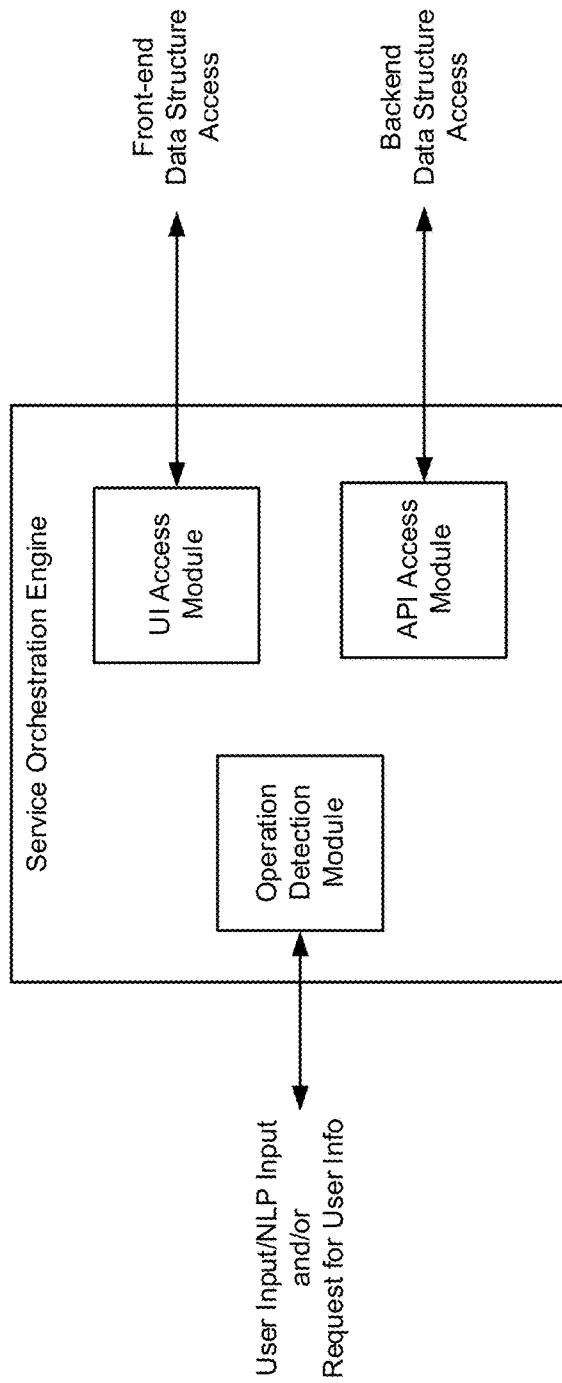 Service Orchestration Engine
User Input/NLP Input
and/or
Request for User Info
Operation
Detection
Module
UI Access
Module
API Access
Module
Front-end
Data Structure
Access
Backend
Data Structure
Access